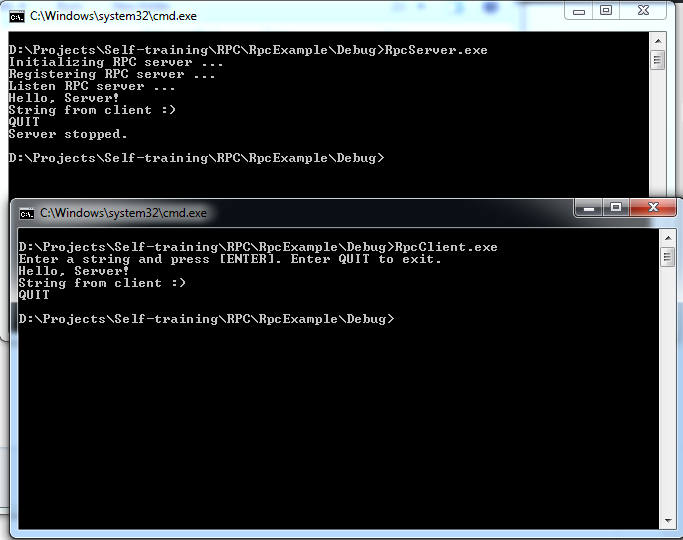 C:\Windows\system32\cmd.exe
D:\Projects\Self-training\RPC\RpcExample\Debug>RpcServer.exe
Initializing RPC server ...
Registering RPC server ...
Listen RPC server ...
Hello, Server!
String from client :)
QUIT
Server stopped.
D:\Projects\Self-training\RPC\RpcExample\Debug>
C:\Windows\system32\cmd.exe
D:\Projects\Self-training\RPC\RpcExample\Debug>RpcClient.exe
Enter a string and press [ENTER]. Enter QUIT to exit.
Hello, Server!
String from client :)
QUIT
D:\Projects\Self-training\RPC\RpcExample\Debug>